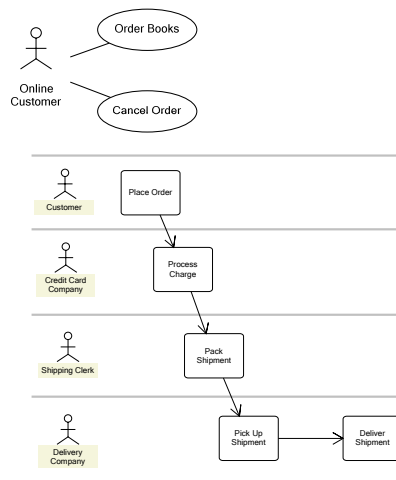 Order Books
Online
Customer
Cancel Order
Customer
Place Order
Credit Card
Company
Process
Charge
Shipping Clerk
Pack
Shipment
Delivery
Company
Pick Up
Shipment
Deliver
Shipment